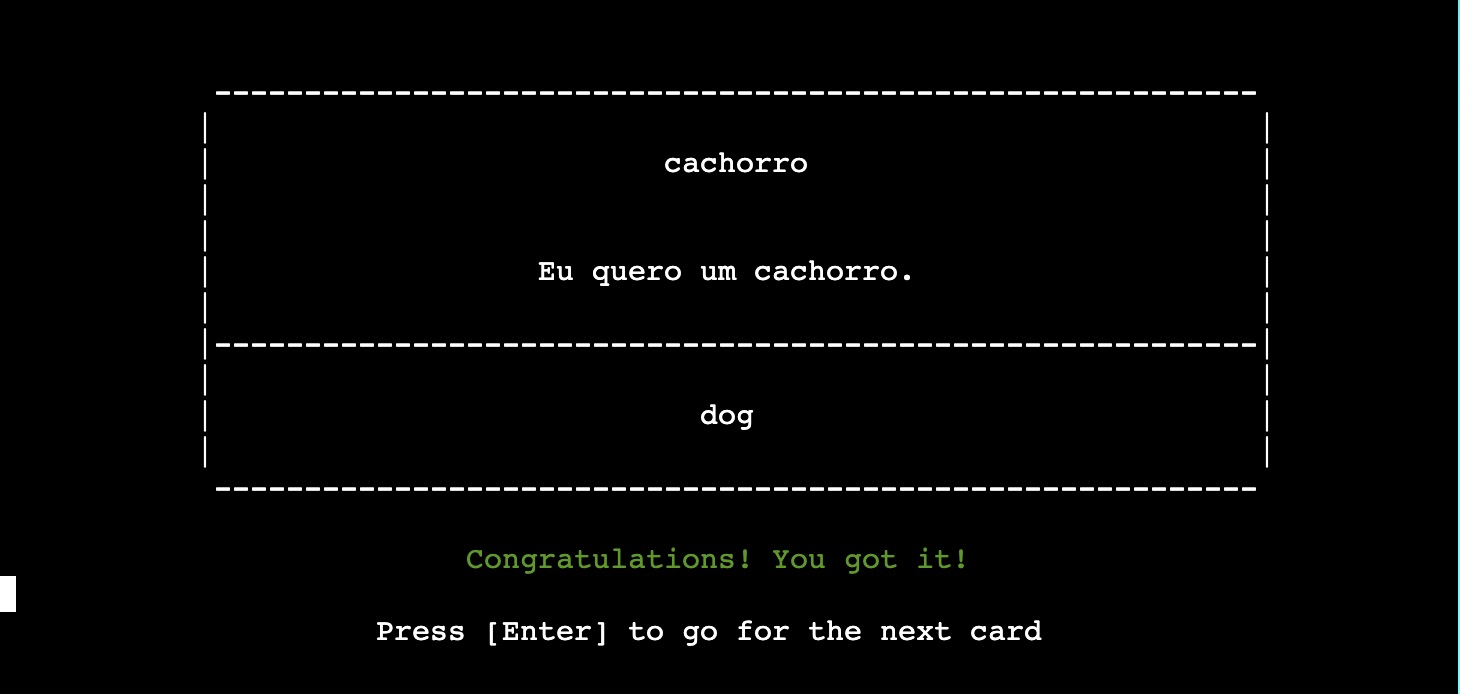 cachorro
Eu quero um cachorro.
dog
Congratulations! You got it!
Press [Enter] to go for the next card